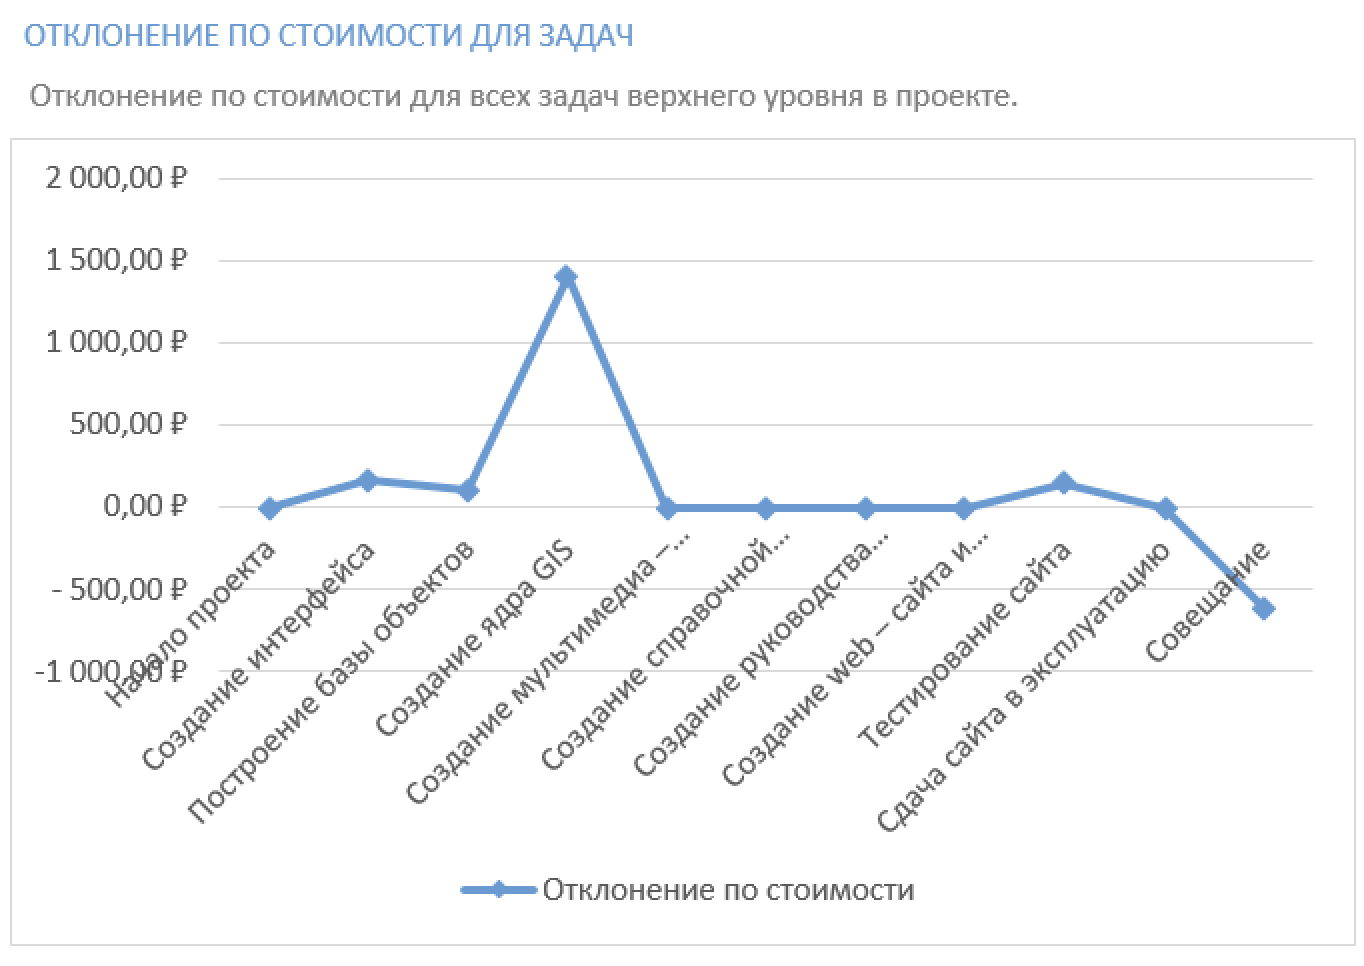 ОТКЛОНЕНИЕ ПО СТОИМОСТИ ДЛЯ ЗАДАЧ
Отклонение по стоимости для всех задач верхнего уровня в проекте.
2 000,00 ₽
1 500,00 ₽
1 000,00 ₽
500,00 ₽
0,00 ₽
- 500,00 ₽
-1 000,00 ₽
Начало проекта
Создание интерфейса
Построение базы объектов
Создание ядра GIS
Создание мультимедиа –...
Создание справочной...
Создание руководства...
Создание web – сайта и...
Тестирование сайта
Сдача сайта в эксплуатацию
Совещание
Отклонение по стоимости